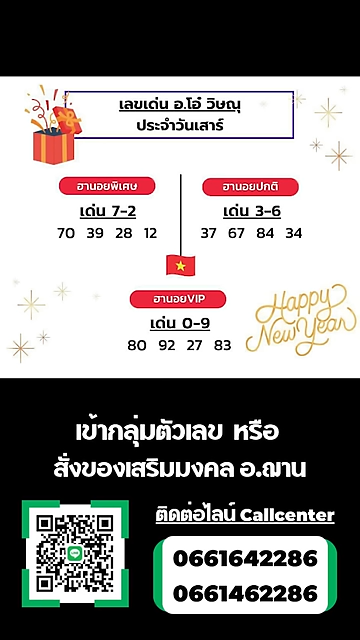 เลขเด่น อ.โอ๋ วิษณุ
ประจำวันเสาร์
ฮานอยพิเศษ
เด่น 7-2
70 39 28 12
ฮานอยปกติ
เด่น 3-6
37 67 84 34
ฮานอยVIP
เด่น 0-9
80 92 27 83
Happy
New Year
เข้ากลุ่มตัวเลข หรือ
สั่งของเสริมมงคล อ.ฌาน
ติดต่อไลน์ Callcenter
0661642286
0661462286